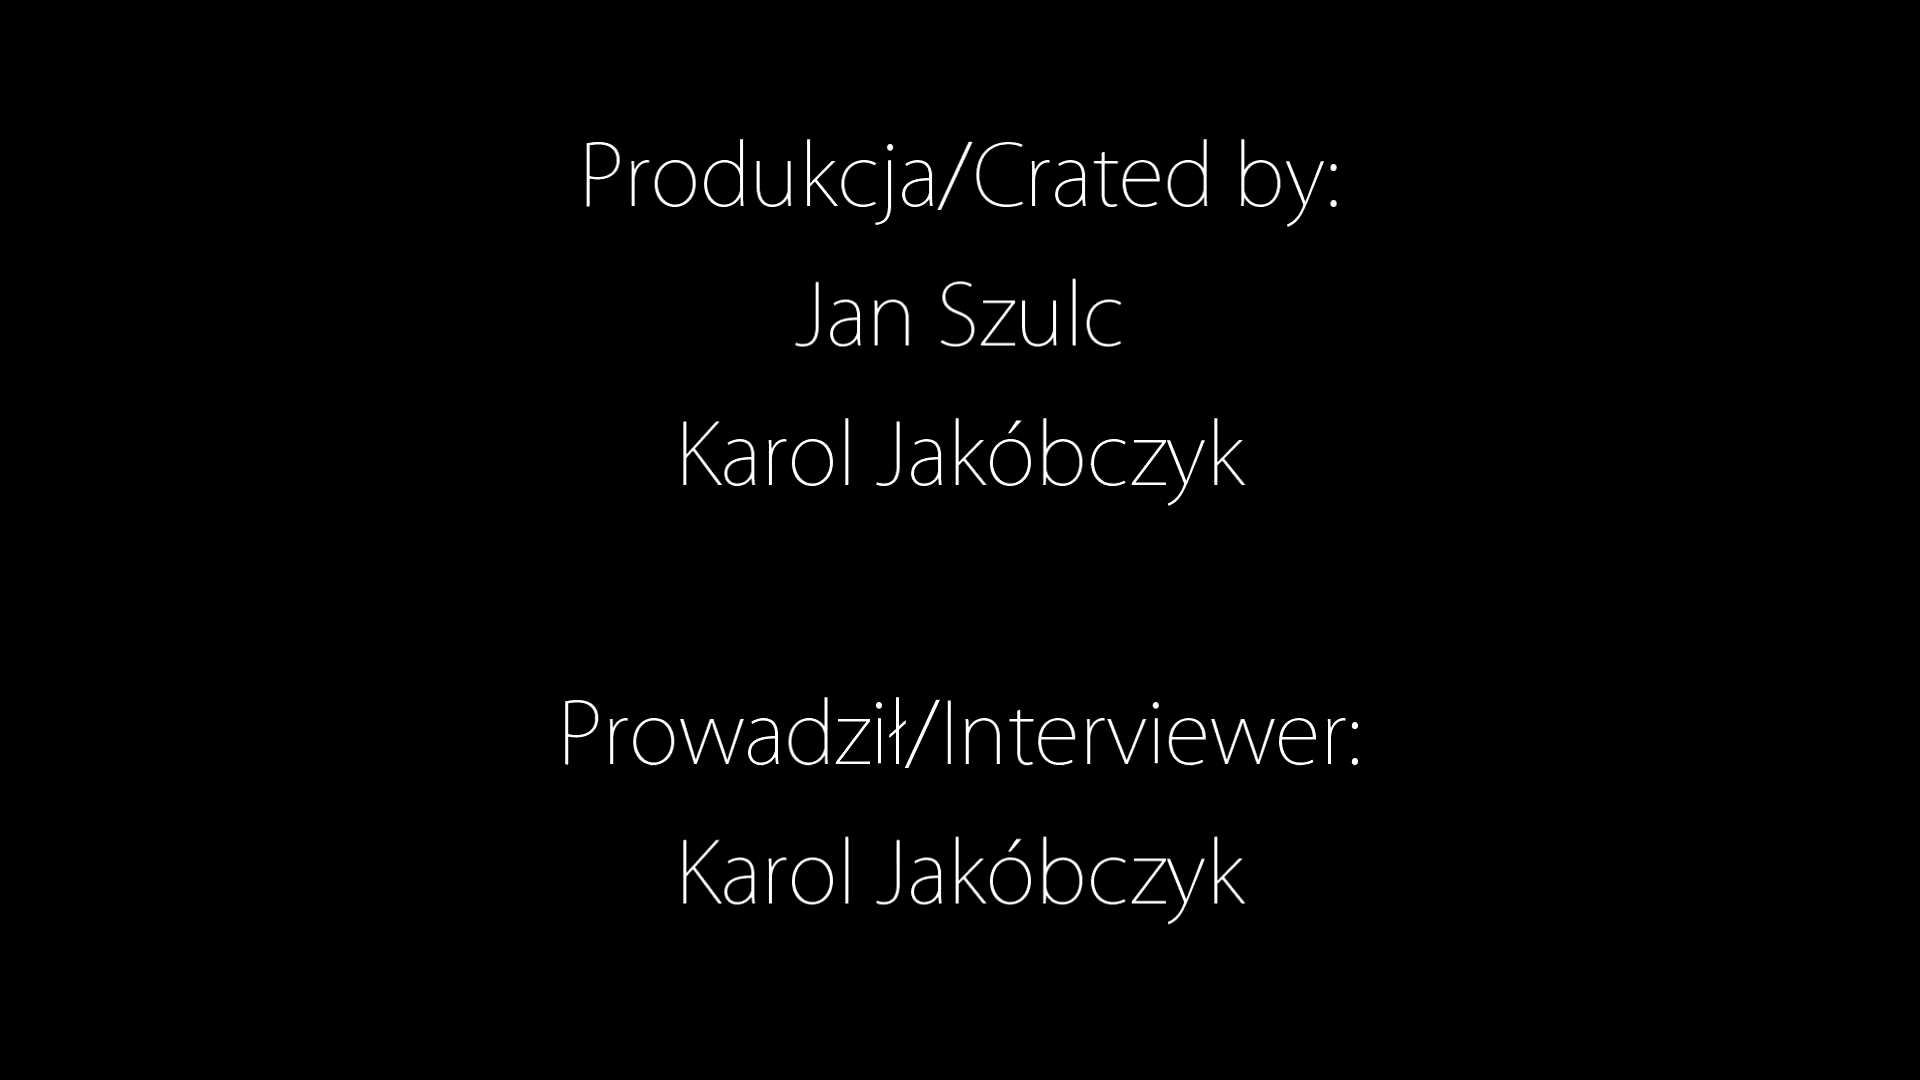 Produkcja/Crated by:
Jan Szulc
Karol Jakóbczyk
Prowadził/Interviewer:
Karol Jakóbczyk